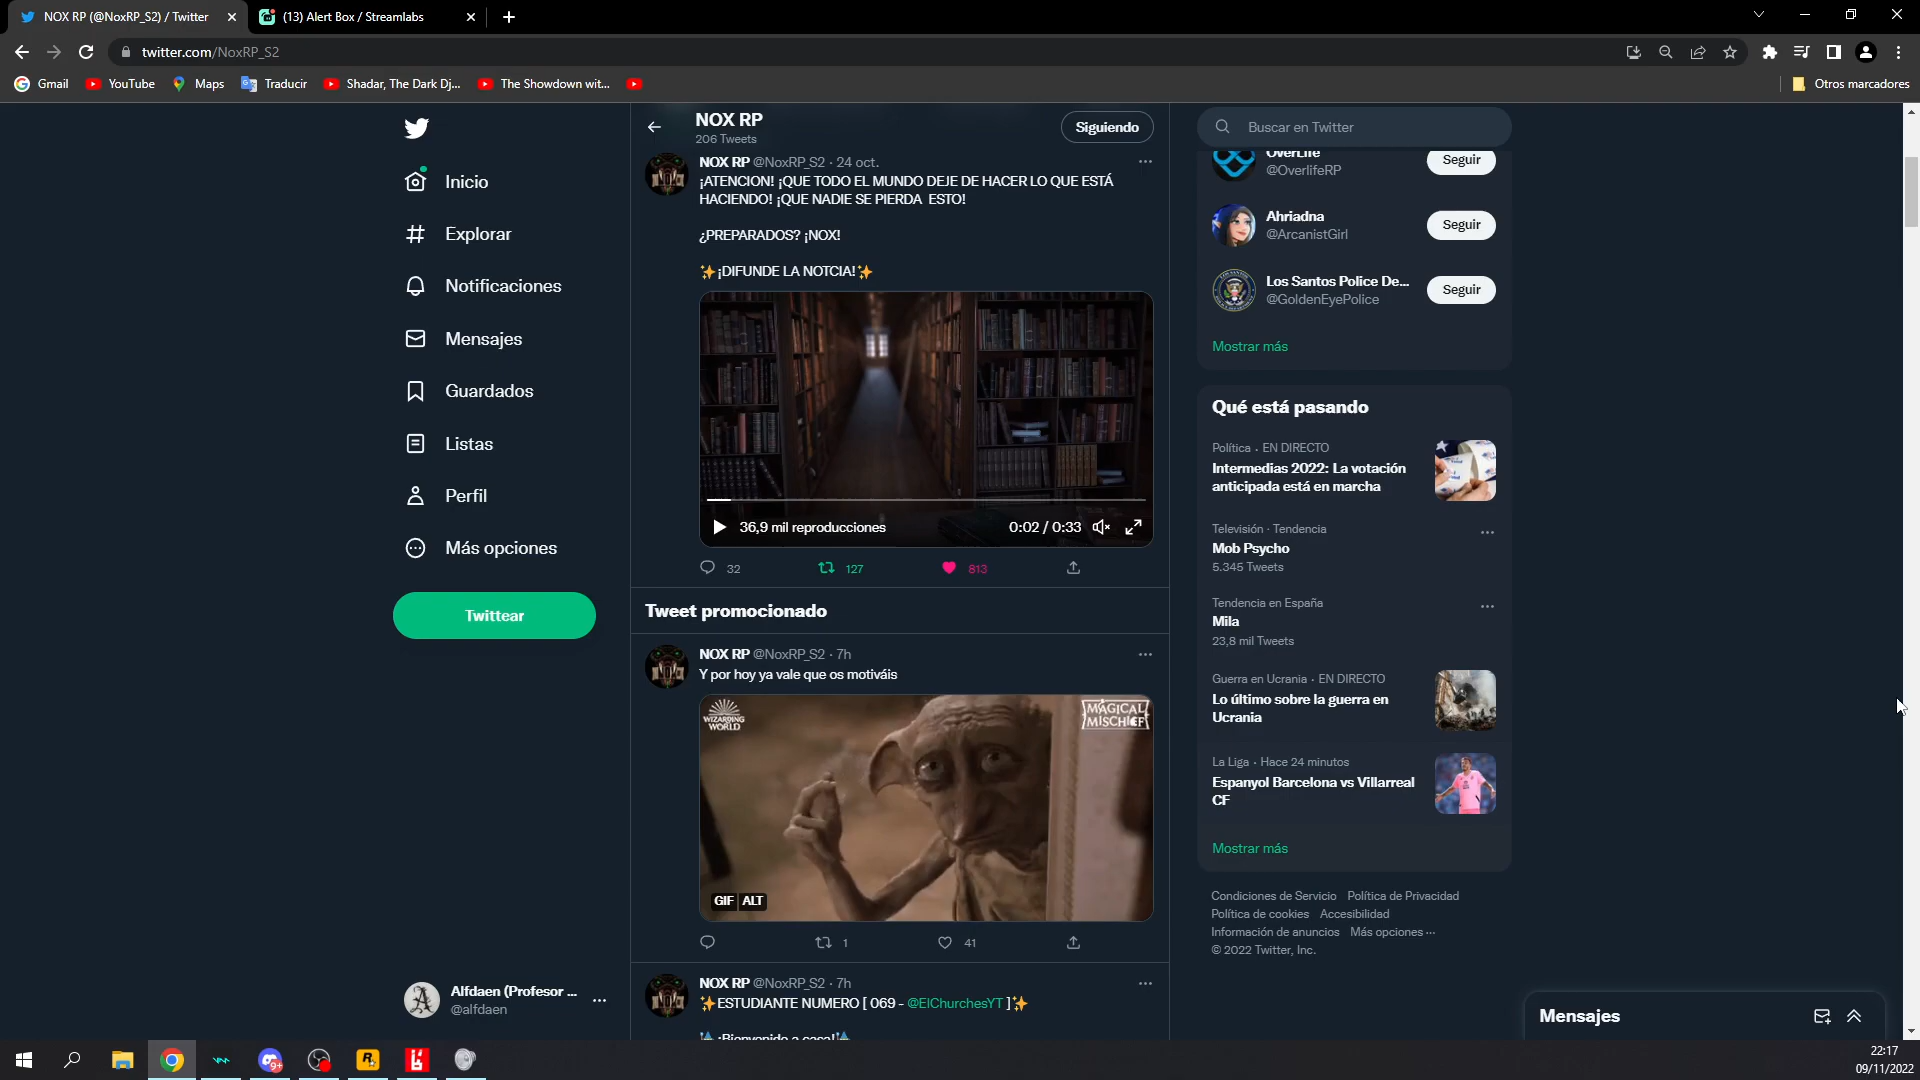 NOX RP (@NoxRP_S2) / Twitter
(13) Alert Box / Streamlabs
twitter.com/NoxRP_S2
Gmail
YouTube
Maps
Traducir
Shadar, The Dark Dj...
The Showdown wit...
Otros marcadores
Inicio
Explorar
Notificaciones
Mensajes
Guardados
Listas
Perfil
Más opciones
Twittear
Alfdaen (Profesor ...
@alfdaen
NOX RP
206 Tweets
Siguiendo
NOX RP @NoxRP_S2 · 24 oct.
¡ATENCION! ¡QUE TODO EL MUNDO DEJE DE HACER LO QUE ESTÁ
HACIENDO! ¡QUE NADIE SE PIERDA ESTO!
¿PREPARADOS? ¡NOX!
✨¡DIFUNDE LA NOTCIA!✨
36,9 mil reproducciones
0:02 / 0:33
32
127
813
Tweet promocionado
NOX RP @NoxRP_S2 · 7h
Y por hoy ya vale que os motiváis
WIZARDING
WORLD
MAGICAL
MISCHIEF
GIF
ALT
1
41
NOX RP @NoxRP_S2 · 7h
✨ESTUDIANTE NUMERO [ 069 - @ElChurchesYT ]✨
¡Bienvenido a casa!
Buscar en Twitter
OverLife
@OverlifeRP
Seguir
Ahriadna
@ArcanistGirl
Seguir
Los Santos Police De...
@GoldenEyePolice
Seguir
Mostrar más
Qué está pasando
Política · EN DIRECTO
Intermedias 2022: La votación
anticipada está en marcha
Televisión · Tendencia
Mob Psycho
5.345 Tweets
Tendencia en España
Mila
23,8 mil Tweets
Guerra en Ucrania · EN DIRECTO
Lo último sobre la guerra en
Ucrania
La Liga · Hace 24 minutos
Espanyol Barcelona vs Villarreal
CF
Mostrar más
Condiciones de Servicio Política de Privacidad
Política de cookies Accesibilidad
Información de anuncios Más opciones ···
© 2022 Twitter, Inc.
Mensajes
9+
22:17
09/11/2022